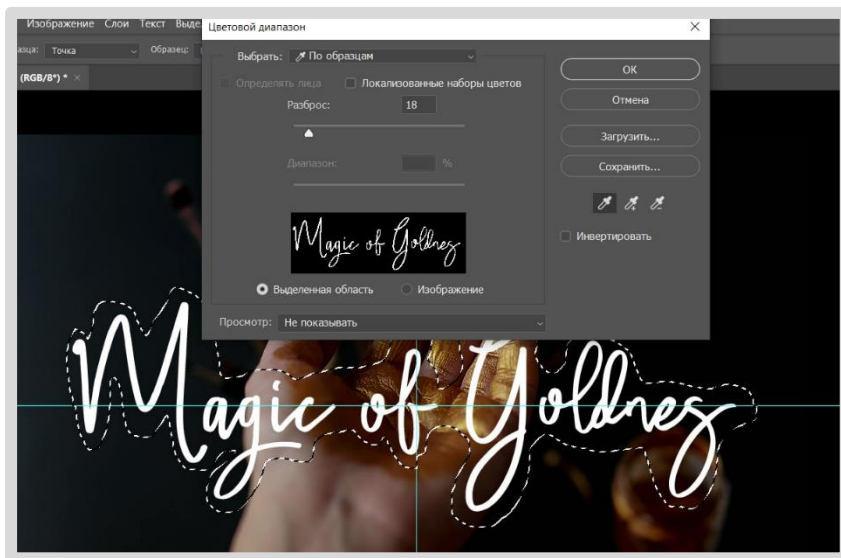 Изображение Слои Текст Выде
Цветовой диапазон
Точка
Образец:
(RGB/8*) *
Выбрать: По образцам
Определять лица Локализованные наборы цветов
Разброс: 18
Диапазон: %
OK
Отмена
Загрузить...
Сохранить...
Инвертировать
Magic of Goldnes
Выделенная область Изображение
Просмотр: Не показывать
Magic of Goldnes